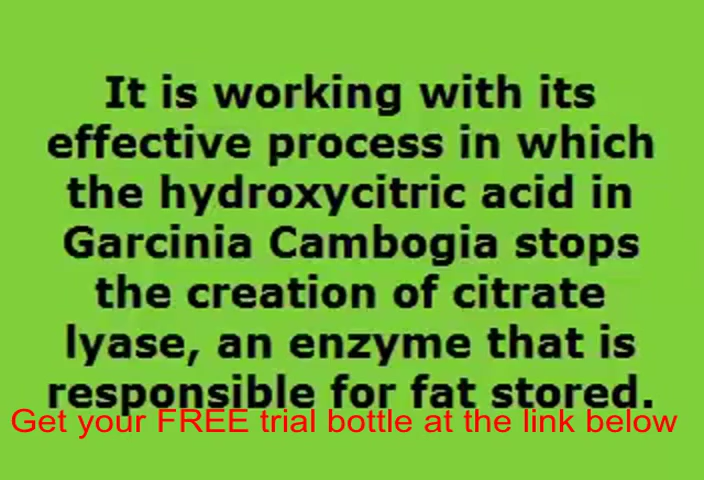 It is working with its
effective process in which
the hydroxycitric acid in
Garcinia Cambogia stops
the creation of citrate
lyase, an enzyme that is
responsible for fat stored.
Get your FREE trial bottle at the link below